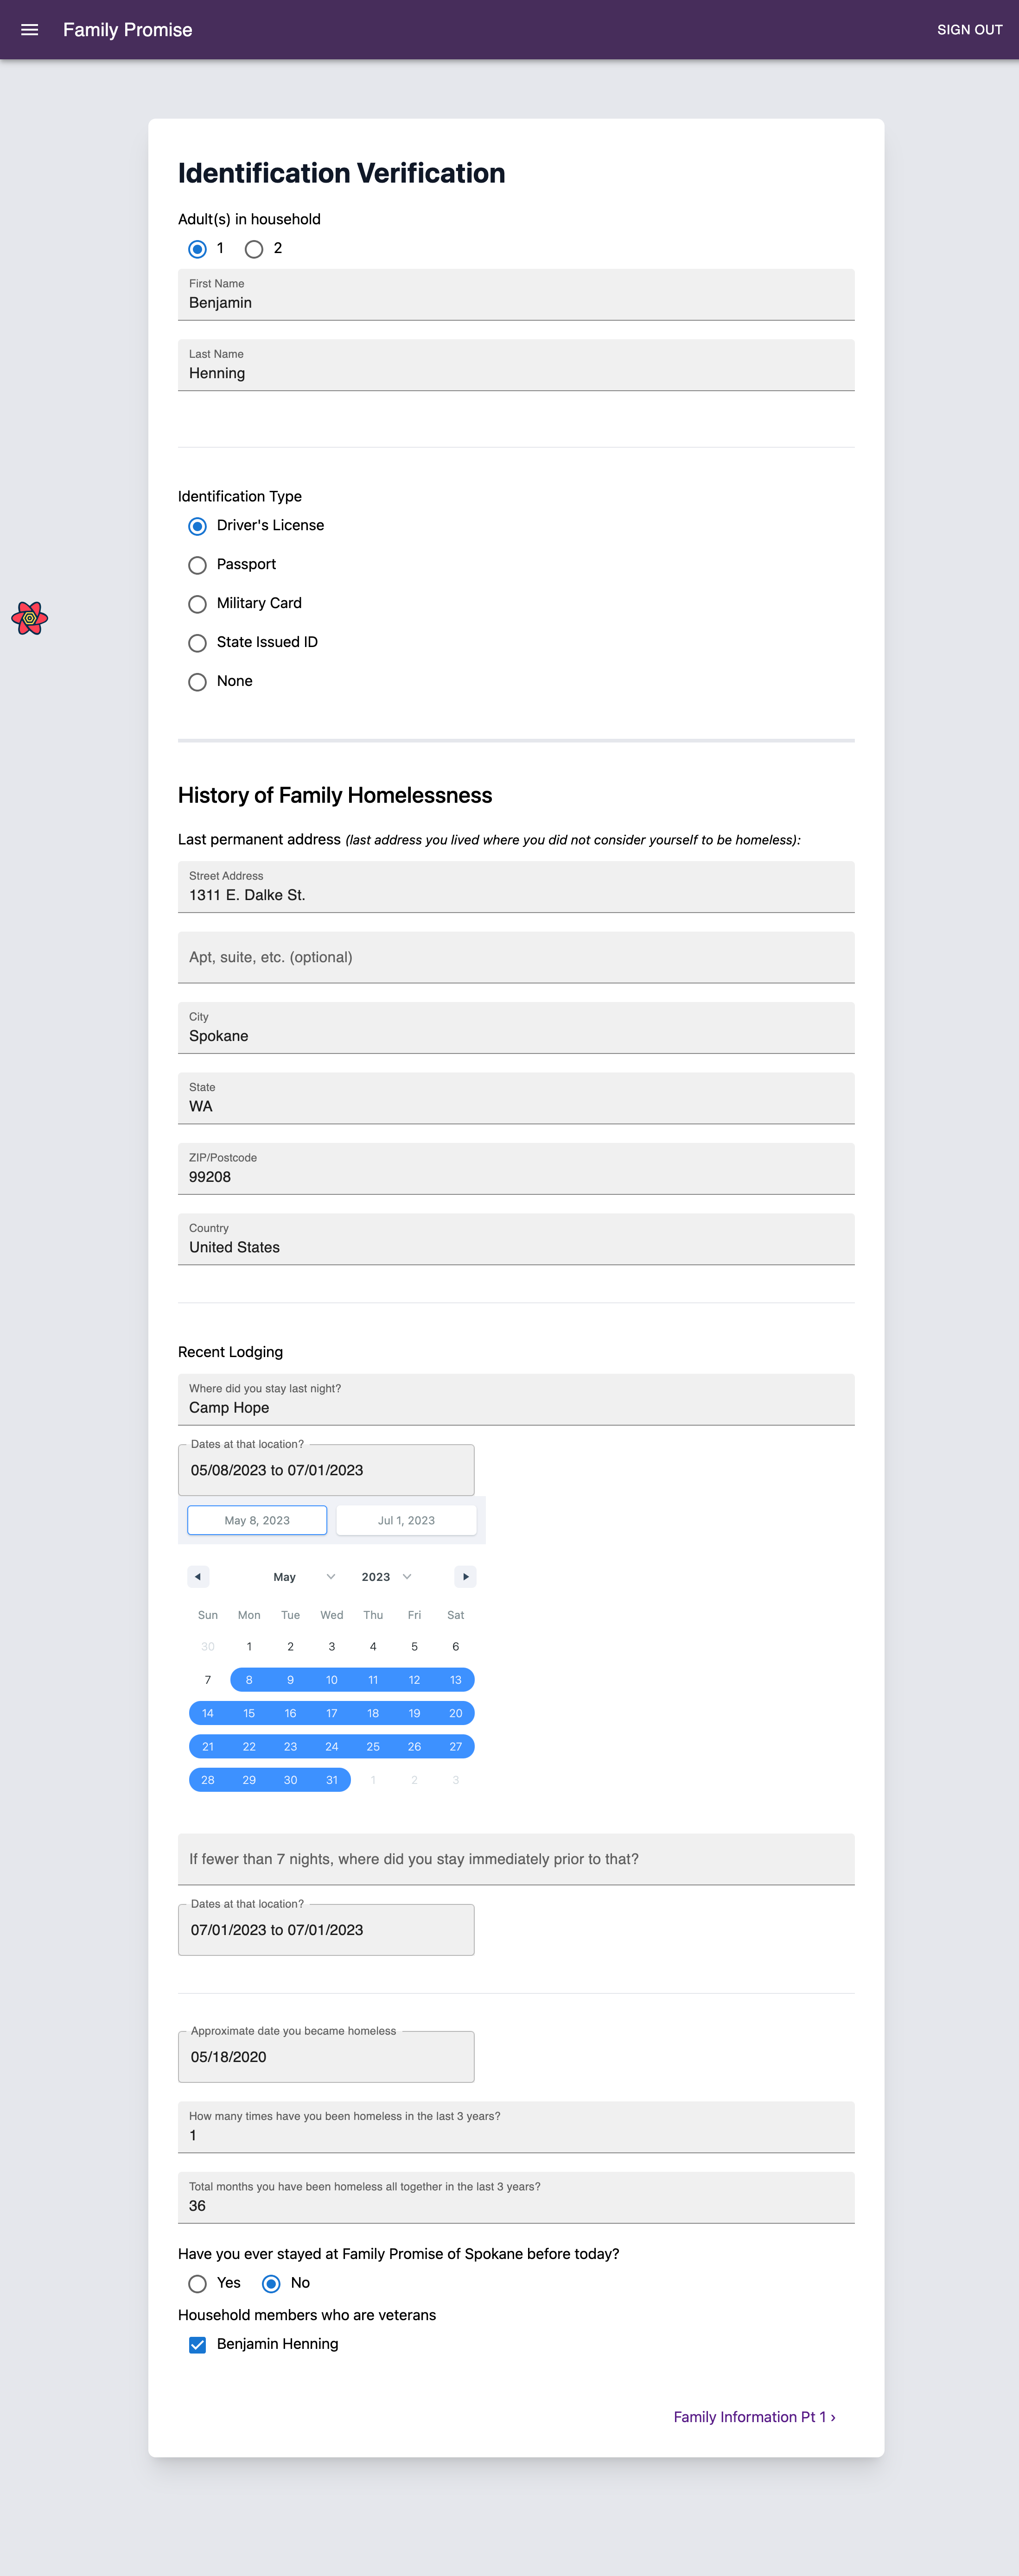 Family Promise
SIGN OUT
Identification Verification
Adult(s) in household
1 2
First Name
Benjamin
Last Name
Henning
Identification Type
Driver's License
Passport
Military Card
State Issued ID
None
History of Family Homelessness
Last permanent address (last address you lived where you did not consider yourself to be homeless):
Street Address
1311 E. Dalke St.
Apt, suite, etc. (optional)
City
Spokane
State
WA
ZIP/Postcode
99208
Country
United States
Recent Lodging
Where did you stay last night?
Camp Hope
Dates at that location?
05/08/2023 to 07/01/2023
May 8, 2023 Jul 1, 2023
May 2023
Sun Mon Tue Wed Thu Fri Sat
30 1 2 3 4 5 6
7 8 9 10 11 12 13
14 15 16 17 18 19 20
21 22 23 24 25 26 27
28 29 30 31 1 2 3
If fewer than 7 nights, where did you stay immediately prior to that?
Dates at that location?
07/01/2023 to 07/01/2023
Approximate date you became homeless
05/18/2020
How many times have you been homeless in the last 3 years?
1
Total months you have been homeless all together in the last 3 years?
36
Have you ever stayed at Family Promise of Spokane before today?
Yes No
Household members who are veterans
Benjamin Henning
Family Information Pt 1 ›